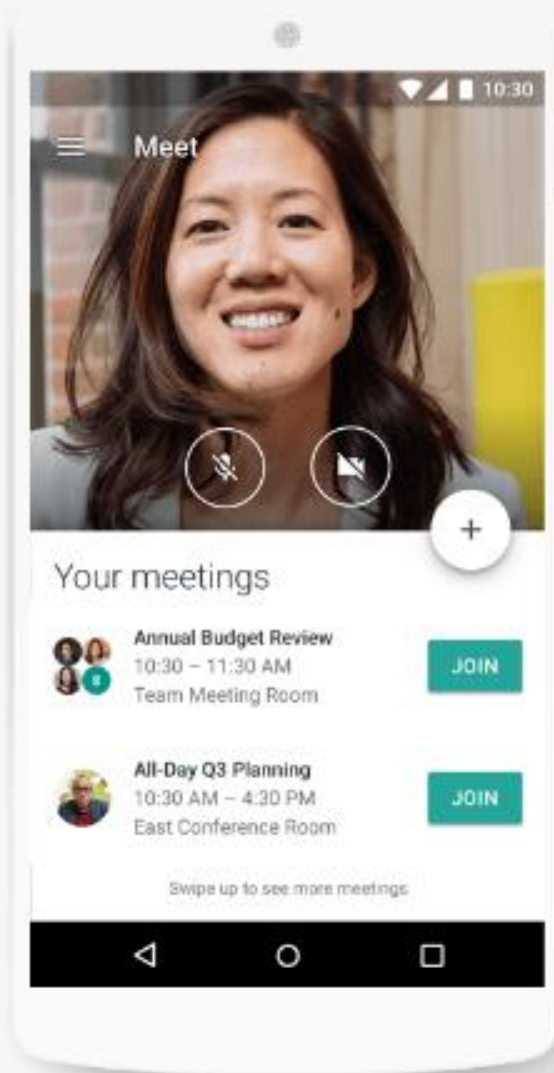 10:30
Meet
Your meetings
Annual Budget Review
10:30 – 11:30 AM
Team Meeting Room
JOIN
8
All-Day Q3 Planning
10:30 AM – 4:30 PM
East Conference Room
JOIN
Swipe up to see more meetings